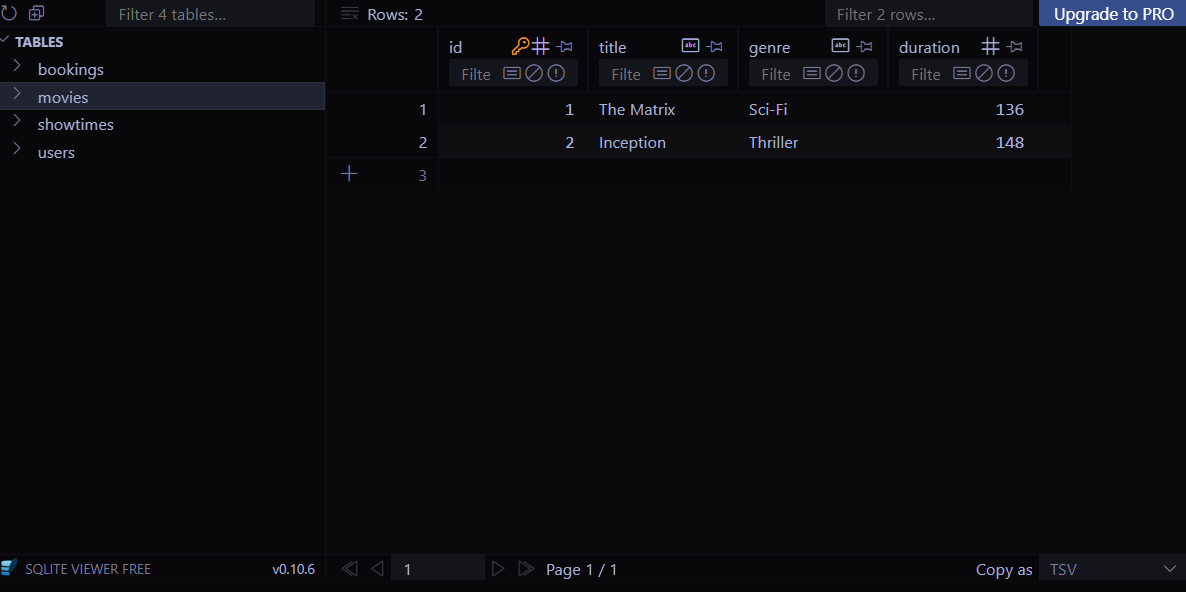 Filter 4 tables... Rows: 2 Filter 2 rows... Upgrade to PRO
TABLES
bookings
movies
showtimes
users
id title abc genre abc duration
Filte Filte Filte Filte
1 1 The Matrix Sci-Fi 136
2 2 Inception Thriller 148
3
SQLITE VIEWER FREE v0.10.6 1 Page 1 / 1 Copy as TSV